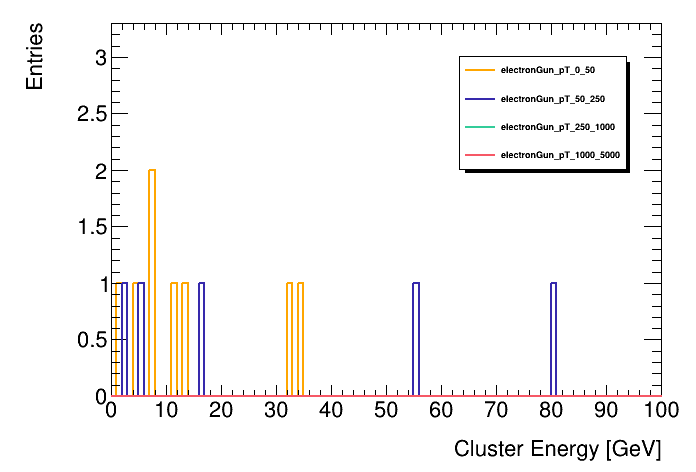 Entries
3
2.5
2
1.5
1
0.5
0
0 10 20 30 40 50 60 70 80 90 100
Cluster Energy [GeV]
electronGun_pT_0_50
electronGun_pT_50_250
electronGun_pT_250_1000
electronGun_pT_1000_5000